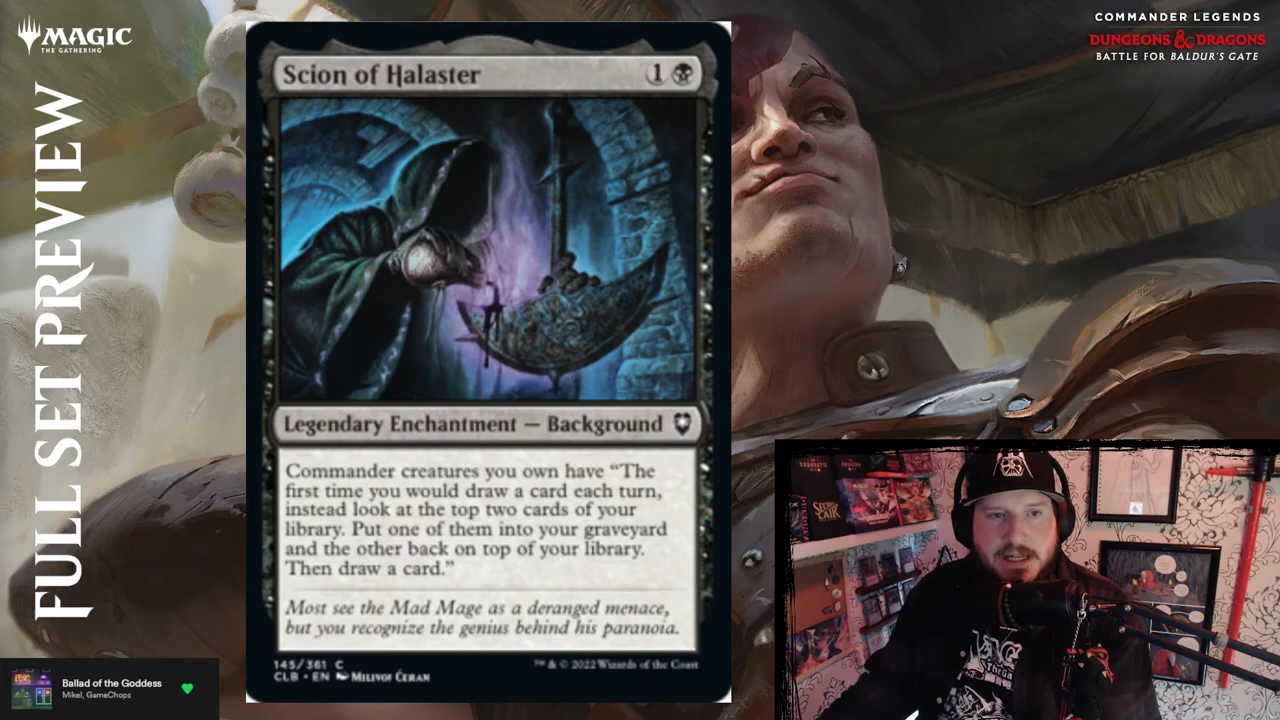 MAGIC
THE GATHERING
FULL SET PREVIEW
COMMANDER LEGENDS
DUNGEONS & DRAGONS
BATTLE FOR BALDUR'S GATE
Scion of Halaster 1
Legendary Enchantment — Background
Commander creatures you own have “The
first time you would draw a card each turn,
instead look at the top two cards of your
library. Put one of them into your graveyard
and the other back on top of your library.
Then draw a card.”
Most see the Mad Mage as a deranged menace,
but you recognize the genius behind his paranoia.
145/361 C
CLB • EN MILIVOJ ĆERAN
™ & © 2022 Wizards of the Coast
Ballad of the Goddess
Mikel, GameChops
SECRET
LAIR